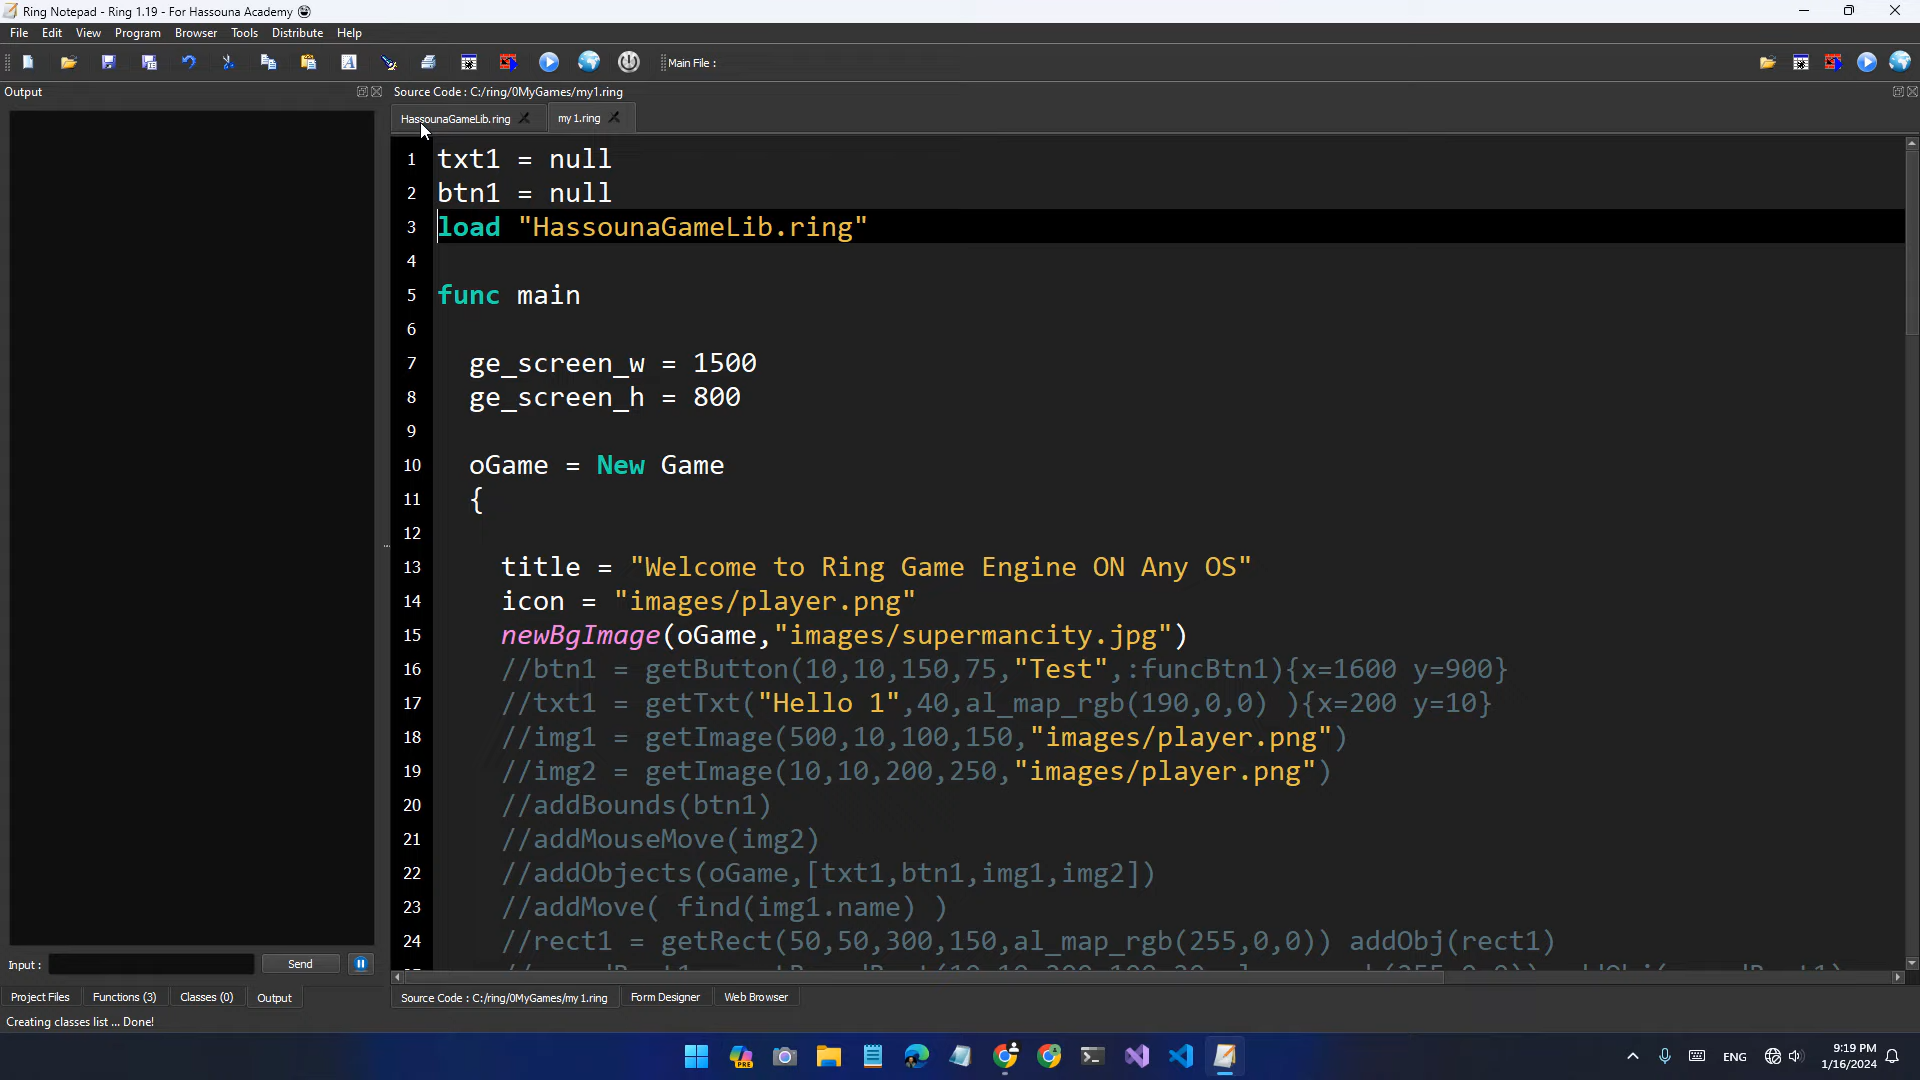 Ring Notepad - Ring 1.19 - For Hassouna Academy
File Edit View Program Browser Tools Distribute Help
Main File :
Output
Source Code : C:/ring/0MyGames/my1.ring
HassounaGameLib.ring
my1.ring
1 txt1 = null
2 btn1 = null
3 load "HassounaGameLib.ring"
4
5 func main
6
7 ge_screen_w = 1500
8 ge_screen_h = 800
9
10 oGame = New Game
11 {
12
13 title = "Welcome to Ring Game Engine ON Any OS"
14 icon = "images/player.png"
15 newBgImage(oGame,"images/supermancity.jpg")
16 //btn1 = getButton(10,10,150,75,"Test",:funcBtn1){x=1600 y=900}
17 //txt1 = getTxt("Hello 1",40,al_map_rgb(190,0,0) ){x=200 y=10}
18 //img1 = getImage(500,10,100,150,"images/player.png")
19 //img2 = getImage(10,10,200,250,"images/player.png")
20 //addBounds(btn1)
21 //addMouseMove(img2)
22 //addObjects(oGame,[txt1,btn1,img1,img2])
23 //addMove( find(img1.name) )
24 //rect1 = getRect(50,50,300,150,al_map_rgb(255,0,0)) addObj(rect1)
Input :
Send
Project Files Functions (3) Classes (0) Output
Source Code : C:/ring/0MyGames/my1.ring Form Designer Web Browser
Creating classes list ... Done!
PRE
ENG
9:19 PM
1/16/2024